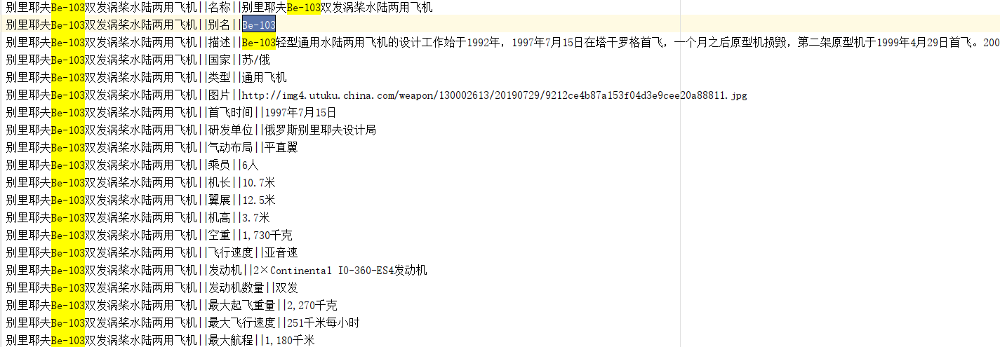 别里耶夫Be-103双发涡桨水陆两用飞机||名称||别里耶夫Be-103双发涡桨水陆两用飞机
别里耶夫Be-103双发涡桨水陆两用飞机||别名||Be-103
别里耶夫Be-103双发涡桨水陆两用飞机||描述||Be-103轻型通用水陆两用飞机的设计工作始于1992年，1997年7月15日在塔干罗格首飞，一个月之后原型机损毁，第二架原型机于1999年4月29日首飞。200
别里耶夫Be-103双发涡桨水陆两用飞机||国家||苏/俄
别里耶夫Be-103双发涡桨水陆两用飞机||类型||通用飞机
别里耶夫Be-103双发涡桨水陆两用飞机||图片||http://img4.utuku.china.com/weapon/130002613/20190729/9212ce4b87a153f04d3e9cee20a88811.jpg
别里耶夫Be-103双发涡桨水陆两用飞机||首飞时间||1997年7月15日
别里耶夫Be-103双发涡桨水陆两用飞机||研发单位||俄罗斯别里耶夫设计局
别里耶夫Be-103双发涡桨水陆两用飞机||气动布局||平直翼
别里耶夫Be-103双发涡桨水陆两用飞机||乘员||6人
别里耶夫Be-103双发涡桨水陆两用飞机||机长||10.7米
别里耶夫Be-103双发涡桨水陆两用飞机||翼展||12.5米
别里耶夫Be-103双发涡桨水陆两用飞机||机高||3.7米
别里耶夫Be-103双发涡桨水陆两用飞机||空重||1,730千克
别里耶夫Be-103双发涡桨水陆两用飞机||飞行速度||亚音速
别里耶夫Be-103双发涡桨水陆两用飞机||发动机||2×Continental IO-360-ES4发动机
别里耶夫Be-103双发涡桨水陆两用飞机||发动机数量||双发
别里耶夫Be-103双发涡桨水陆两用飞机||最大起飞重量||2,270千克
别里耶夫Be-103双发涡桨水陆两用飞机||最大飞行速度||251千米每小时
别里耶夫Be-103双发涡桨水陆两用飞机||最大航程||1,180千米